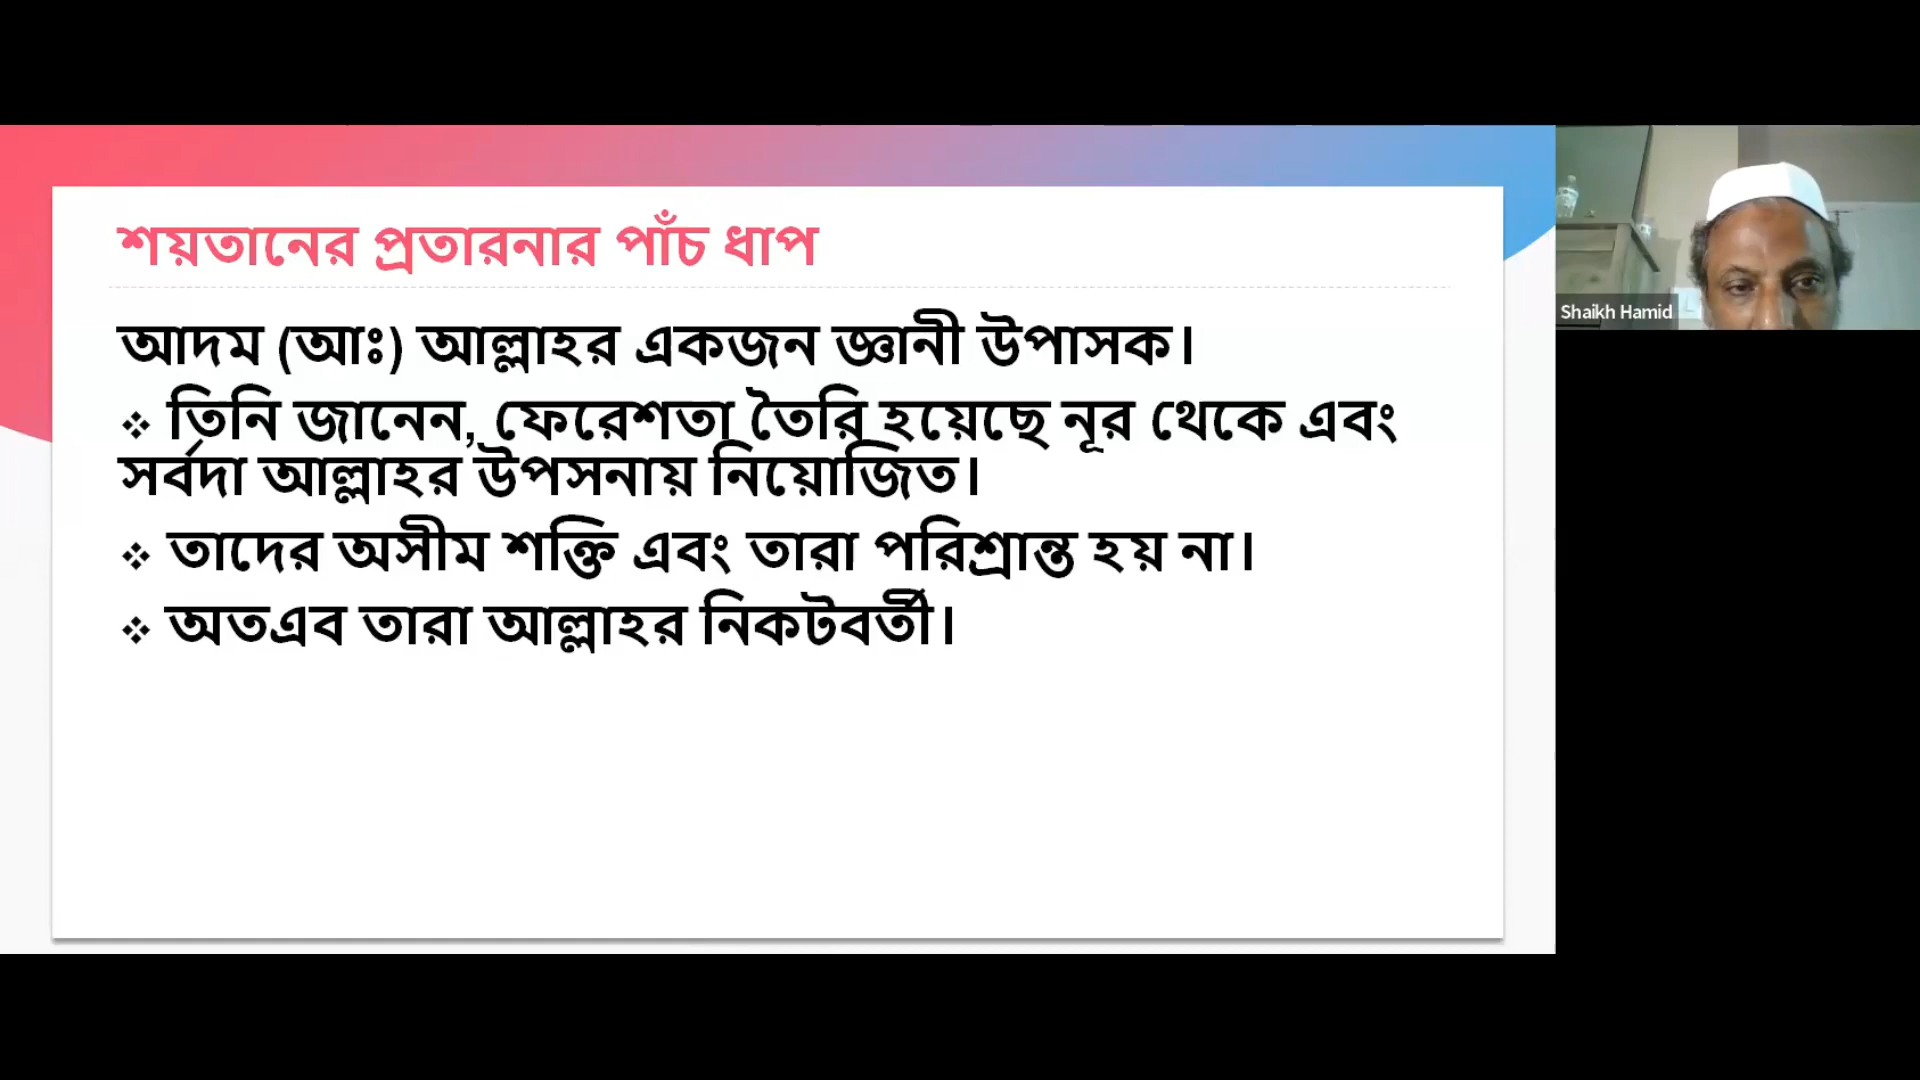 শয়তানের প্রতারনার পাঁচ ধাপ
আদম (আঃ) আল্লাহর একজন জ্ঞানী উপাসক।
❖ তিনি জানেন, ফেরেশতা তৈরি হয়েছে নূর থেকে এবং
সর্বদা আল্লাহর উপসনায় নিয়োজিত।
❖ তাদের অসীম শক্তি এবং তারা পরিশ্রান্ত হয় না।
❖ অতএব তারা আল্লাহর নিকটবর্তী।
Shaikh Hamid